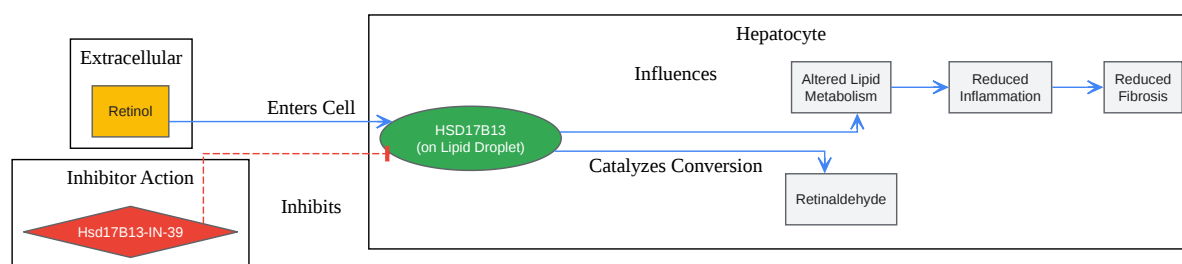 Hepatocyte
Extracellular
Retinol
Enters Cell
Influences
Altered Lipid
Metabolism
Reduced
Inflammation
Reduced
Fibrosis
HSD17B13
(on Lipid Droplet)
Catalyzes Conversion
Retinaldehyde
Inhibitor Action
Hsd17B13-IN-39
Inhibits